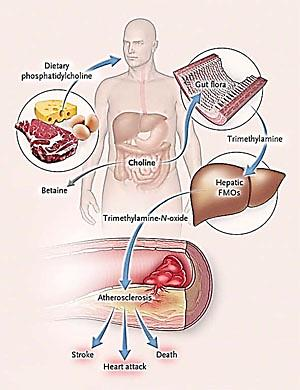 Dietary
phosphatidylcholine
Gut flora
Trimethylamine
Choline
Betaine
Hepatic
FMOs
Trimethylamine-N-oxide
Atherosclerosis
Stroke
Heart attack
Death